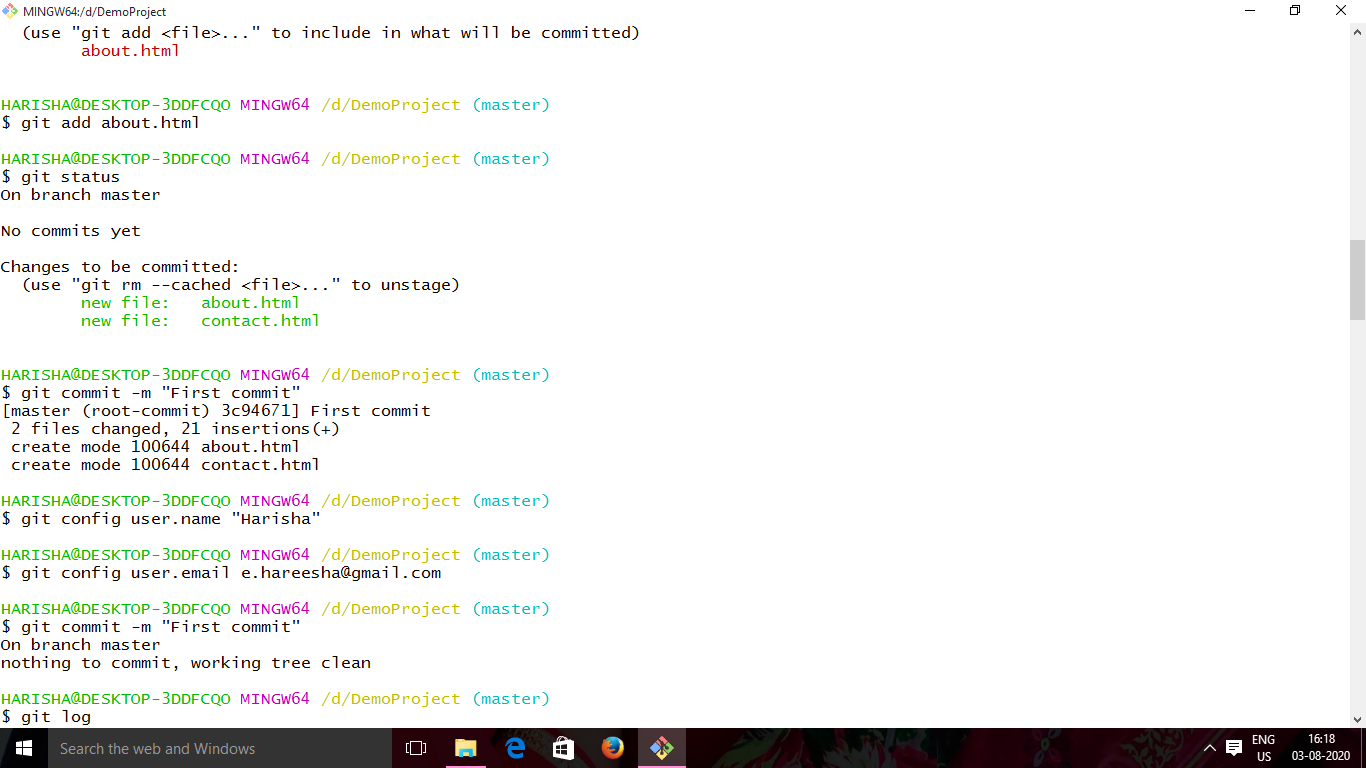 MINGW64:/d/DemoProject
(use "git add <file>..." to include in what will be committed)
about.html
HARISHA@DESKTOP-3DDFCQO MINGW64 /d/DemoProject (master)
$ git add about.html
HARISHA@DESKTOP-3DDFCQO MINGW64 /d/DemoProject (master)
$ git status
On branch master
No commits yet
Changes to be committed:
(use "git rm --cached <file>..." to unstage)
new file:   about.html
new file:   contact.html
HARISHA@DESKTOP-3DDFCQO MINGW64 /d/DemoProject (master)
$ git commit -m "First commit"
[master (root-commit) 3c94671] First commit
2 files changed, 21 insertions(+)
create mode 100644 about.html
create mode 100644 contact.html
HARISHA@DESKTOP-3DDFCQO MINGW64 /d/DemoProject (master)
$ git config user.name "Harisha"
HARISHA@DESKTOP-3DDFCQO MINGW64 /d/DemoProject (master)
$ git config user.email e.hareesha@gmail.com
HARISHA@DESKTOP-3DDFCQO MINGW64 /d/DemoProject (master)
$ git commit -m "First commit"
On branch master
nothing to commit, working tree clean
HARISHA@DESKTOP-3DDFCQO MINGW64 /d/DemoProject (master)
$ git log
Search the web and Windows
ENG
US
16:18
03-08-2020